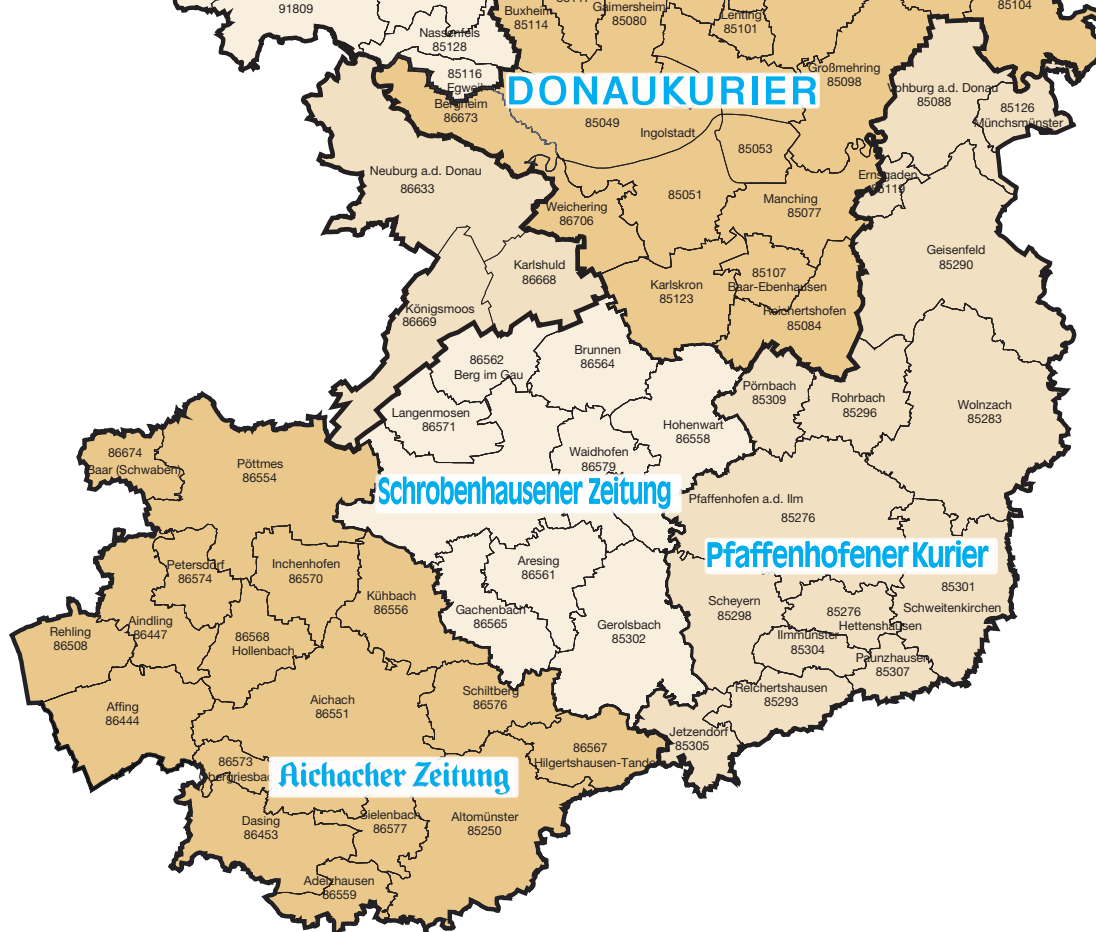 91809
Buxheim
85114
Gaimersheim
85080
Lenting
85101
85104
Nassenfels
85128
85116
Egweil
Bergheim
86673
DONAUKURIER
85049
Ingolstadt
85053
Großmehring
85098
Vohburg a.d. Donau
85088
85126
Münchsmünster
Neuburg a.d. Donau
86633
Weichering
86706
85051
Manching
85077
Ernsgaden
85119
Geisenfeld
85290
Karlshuld
86668
Karlskron
85123
85107
Baar-Ebenhausen
Reichertshofen
85084
Königsmoos
86669
86562
Berg im Gau
Brunnen
86564
Langenmosen
86571
Hohenwart
86558
Pörnbach
85309
Rohrbach
85296
Wolnzach
85283
Waidhofen
86579
86674
Baar (Schwaben)
Pöttmes
86554
Schrobenhausener Zeitung
Pfaffenhofen a.d. Ilm
85276
Pfaffenhofener Kurier
Petersdorf
86574
Inchenhofen
86570
Kühbach
86556
Aresing
86561
Gachenbach
86565
Gerolsbach
85302
Scheyern
85298
85276
Hettenshausen
85301
Schweitenkirchen
Ilmmünster
85304
Paunzhausen
85307
Reichertshausen
85293
Jetzendorf
85305
Rehling
86508
Aindling
86447
86568
Hollenbach
Affing
86444
Aichach
86551
Schiltberg
86576
86567
Hilgertshausen-Tande
86573
Obergriesbac
Aichacher Zeitung
Dasing
86453
Sielenbach
86577
Altomünster
85250
Adelzhausen
86559